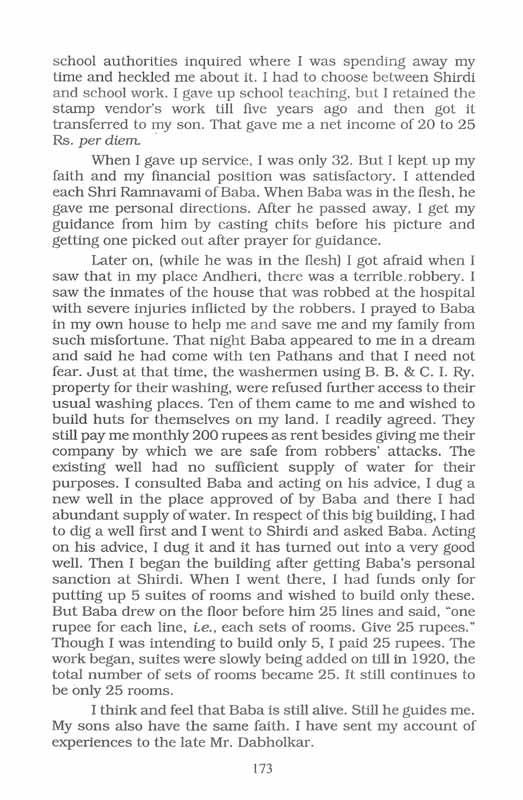 school authorities inquired where I was spending away my
time and heckled me about it. I had to choose between Shirdi
and school work. I gave up school teaching, but I retained the
stamp vendor's work till five years ago and then got it
transferred to my son. That gave me a net income of 20 to 25
Rs. per diem.
When I gave up service, I was only 32. But I kept up my
faith and my financial position was satisfactory. I attended
each Shri Ramnavami of Baba. When Baba was in the flesh, he
gave me personal directions. After he passed away, I get my
guidance from him by casting chits before his picture and
getting one picked out after prayer for guidance.
Later on, (while he was in the flesh) I got afraid when I
saw that in my place Andheri, there was a terrible robbery. I
saw the inmates of the house that was robbed at the hospital
with severe injuries inflicted by the robbers. I prayed to Baba
in my own house to help me and save me and my family from
such misfortune. That night Baba appeared to me in a dream
and said he had come with ten Pathans and that I need not
fear. Just at that time, the washermen using B. B. & C. I. Ry.
property for their washing, were refused further access to their
usual washing places. Ten of them came to me and wished to
build huts for themselves on my land. I readily agreed. They
still pay me monthly 200 rupees as rent besides giving me their
company by which we are safe from robbers' attacks. The
existing well had no sufficient supply of water for their
purposes. I consulted Baba and acting on his advice, I dug a
new well in the place approved of by Baba and there I had
abundant supply of water. In respect of this big building, I had
to dig a well first and I went to Shirdi and asked Baba. Acting
on his advice, I dug it and it has turned out into a very good
well. Then I began the building after getting Baba's personal
sanction at Shirdi. When I went there, I had funds only for
putting up 5 suites of rooms and wished to build only these.
But Baba drew on the floor before him 25 lines and said, "one
rupee for each line, i.e., each sets of rooms. Give 25 rupees."
Though I was intending to build only 5, I paid 25 rupees. The
work began, suites were slowly being added on till in 1920, the
total number of sets of rooms became 25. It still continues to
be only 25 rooms.
I think and feel that Baba is still alive. Still he guides me.
My sons also have the same faith. I have sent my account of
experiences to the late Mr. Dabholkar.
173